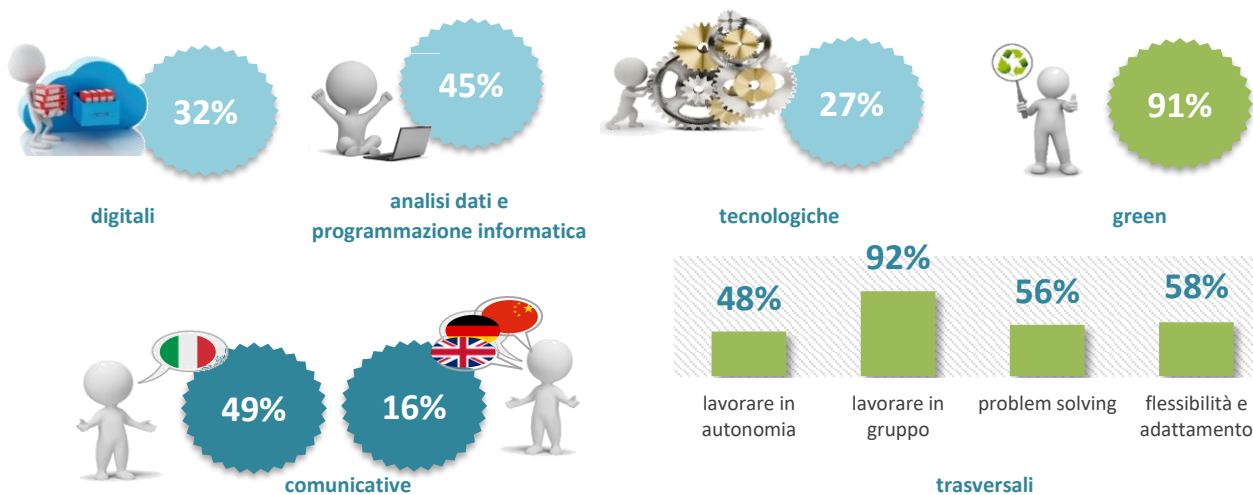 32%
45%
27%
91%
digitali
analisi dati e
programmazione informatica
tecnologiche
green
49%
16%
comunicative
48%
92%
56%
58%
lavorare in
autonomia
lavorare in
gruppo
problem solving
flessibilità e
adattamento
trasversali